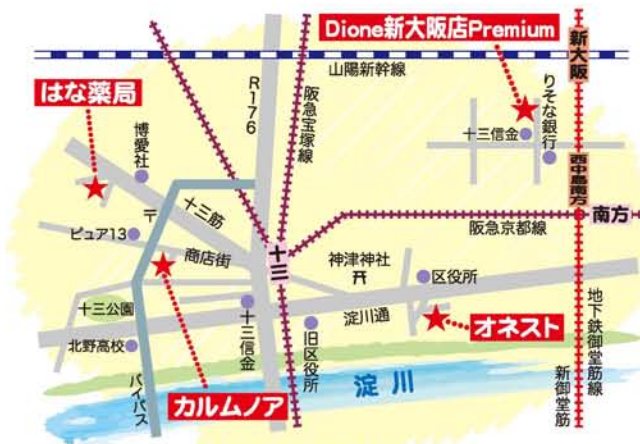 Dione新大阪店Premium
新大阪
山陽新幹線
はな薬局
R176
阪急宝塚線
りそな銀行
十三信金
博愛社
西中島南方
〒
十三筋
南方
ピュア13
阪急京都線
商店街
十三
神津神社
区役所
十三公園
十三信金
淀川通
オネスト
地下鉄御堂筋線
北野高校
旧区役所
バイパス
カルムノア
淀川
新御堂筋